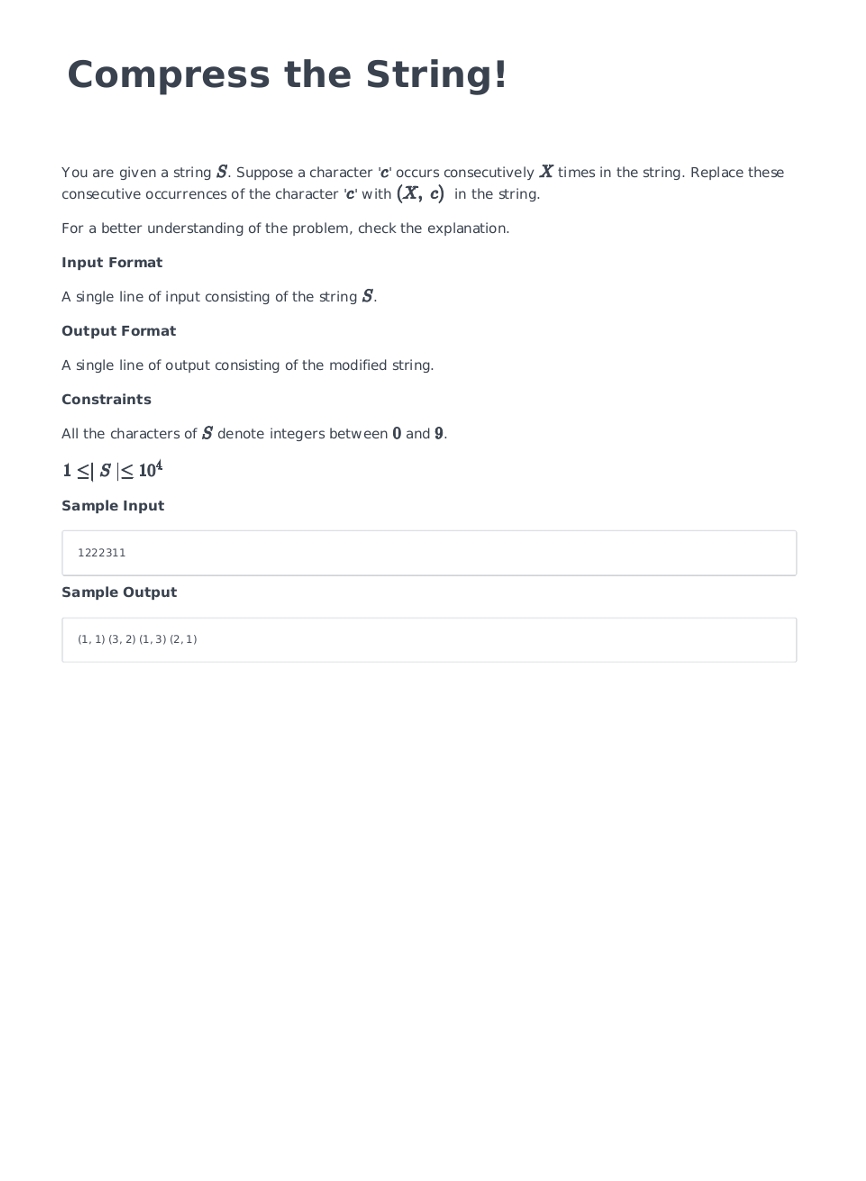 Compress the String!
You are given a string S. Suppose a character 'c' occurs consecutively X times in the string. Replace these
consecutive occurrences of the character 'c' with (X, c) in the string.
For a better understanding of the problem, check the explanation.
Input Format
A single line of input consisting of the string S.
Output Format
A single line of output consisting of the modified string.
Constraints
All the characters of S denote integers between 0 and 9.
1 ≤| S |≤ 10⁴
Sample Input
1222311
Sample Output
(1, 1) (3, 2) (1, 3) (2, 1)